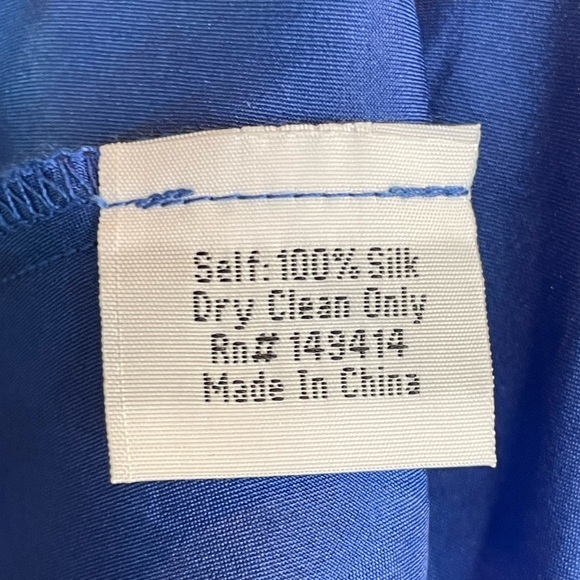 Self: 100% Silk
Dry Clean Only
Rn# 149414
Made In China